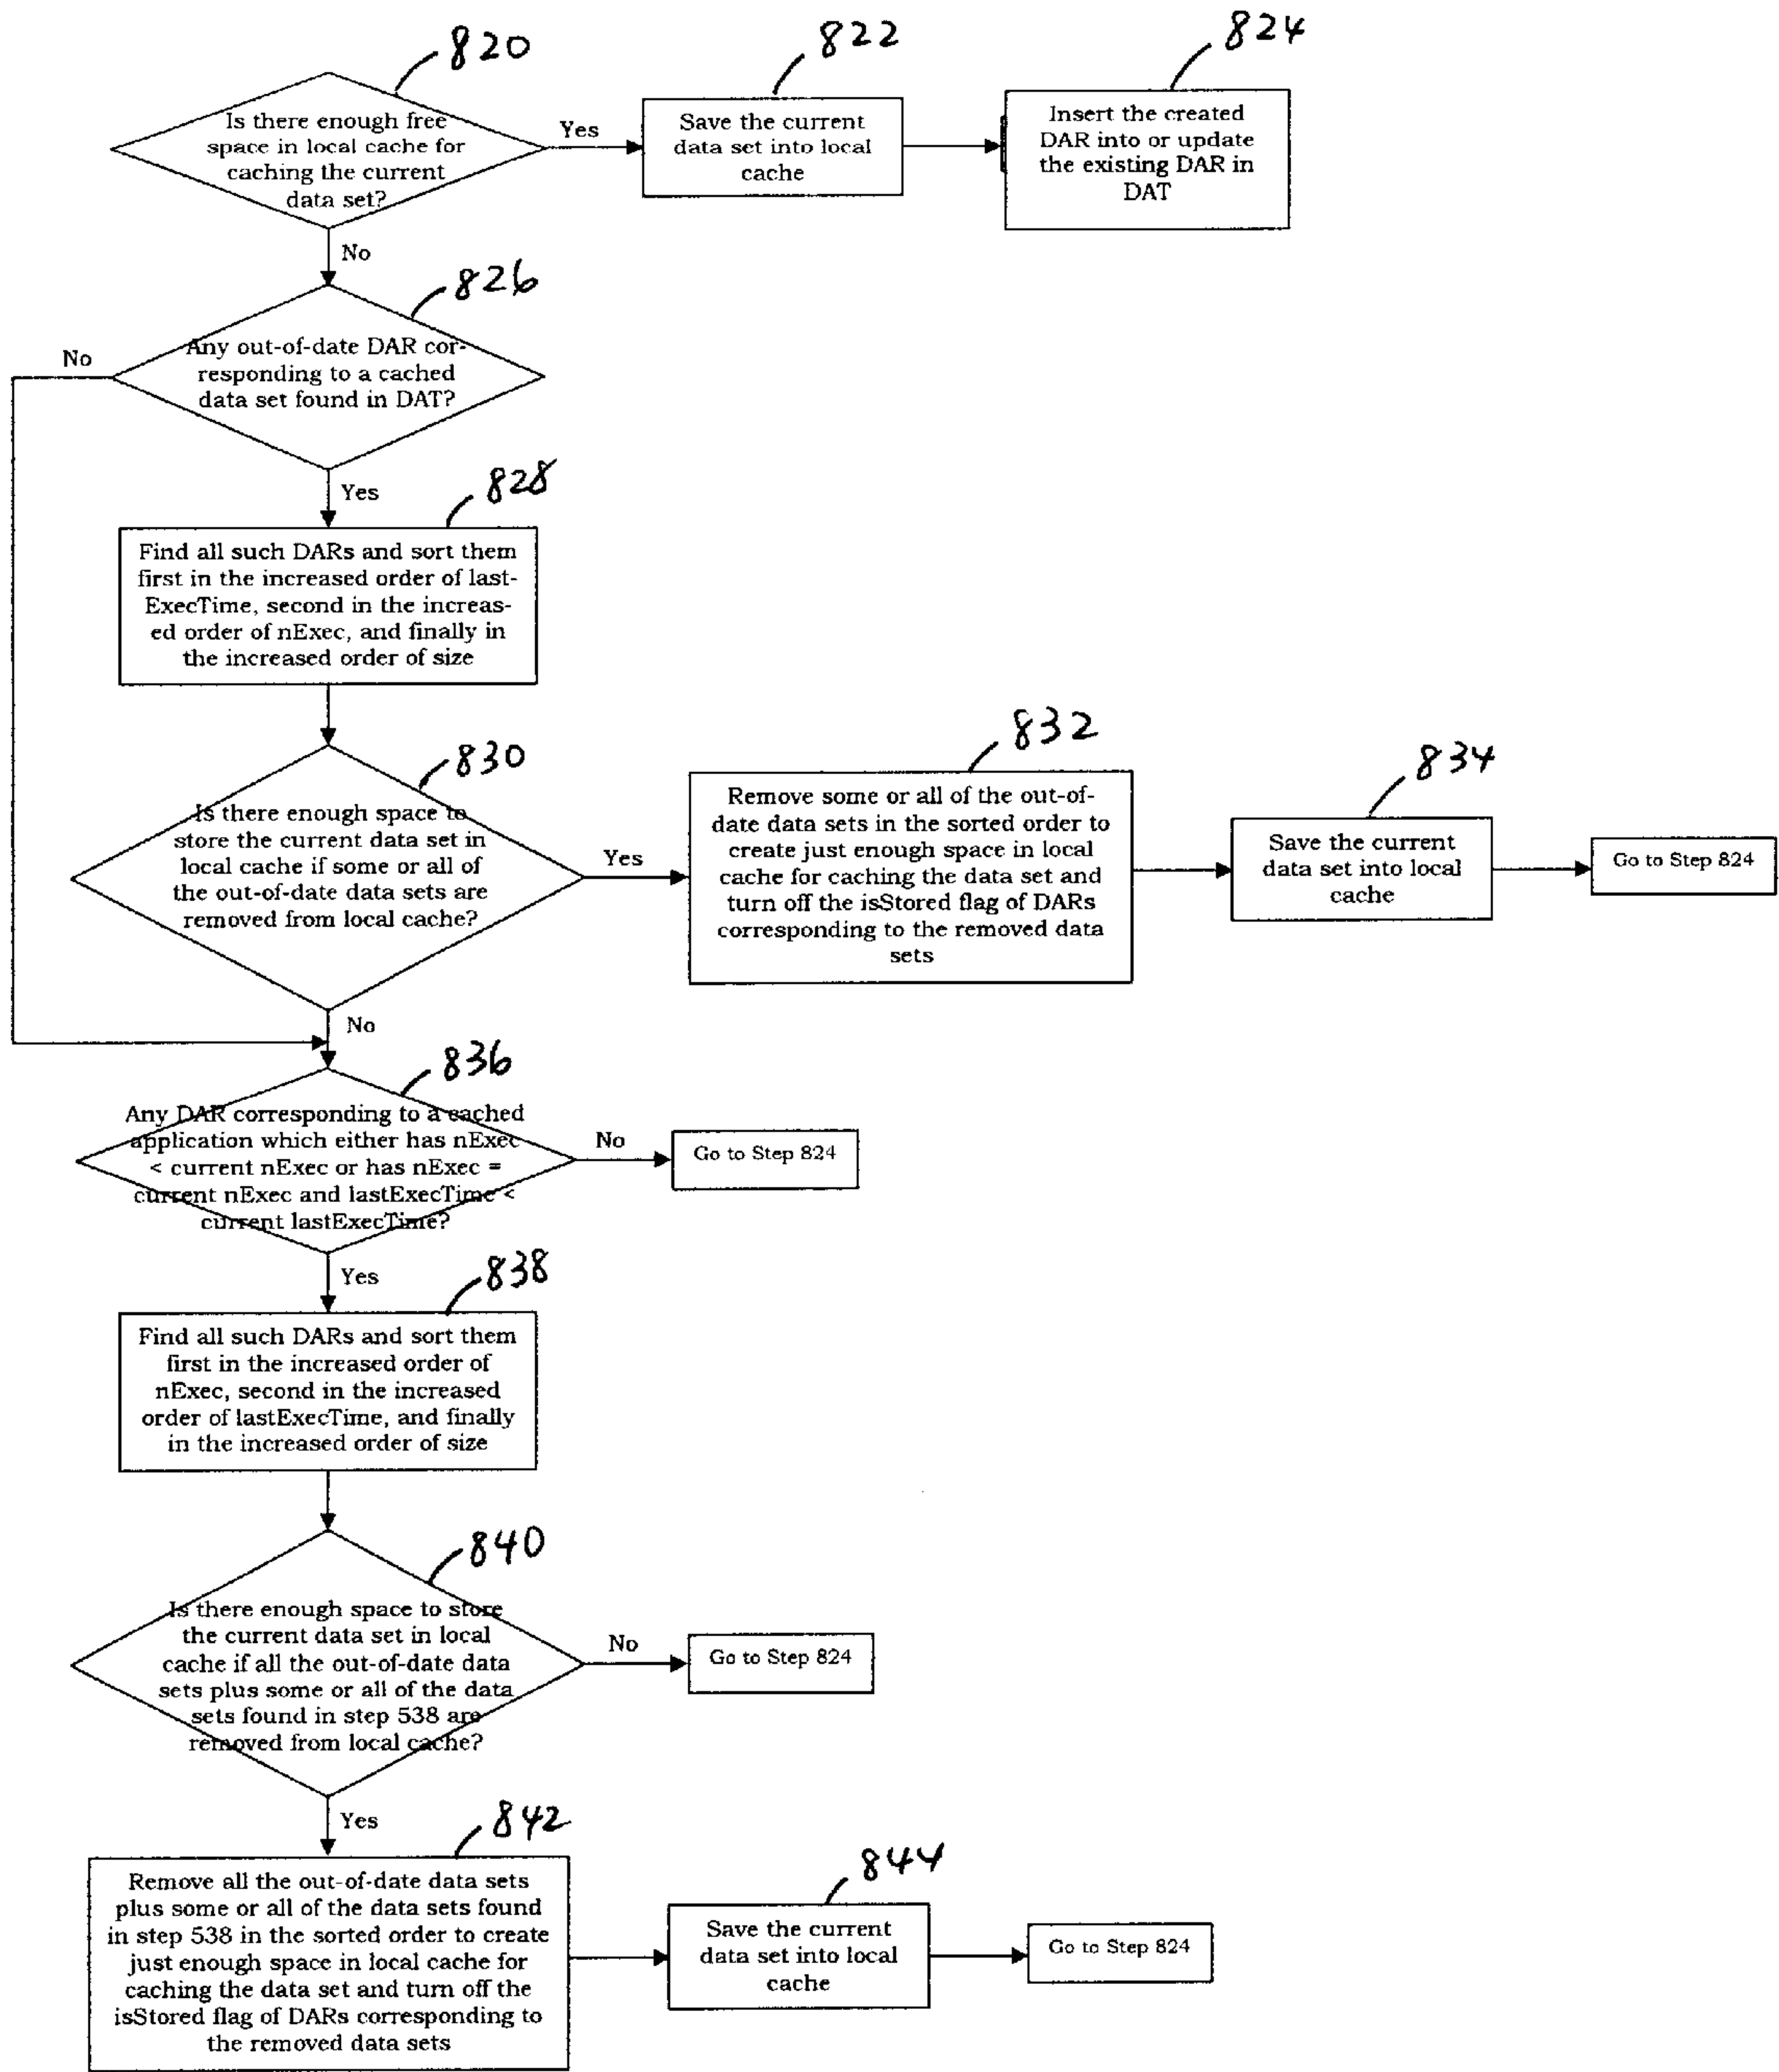 820
Is there enough free
space in local cache for
caching the current
data set?
Yes
822
Save the current
data set into local
cache
824
Insert the created
DAR into or update
the existing DAR in
DAT
No
826
Any out-of-date DAR cor-
responding to a cached
data set found in DAT?
No
Yes
828
Find all such DARs and sort them
first in the increased order of last-
ExecTime, second in the increas-
ed order of nExec, and finally in
the increased order of size
830
Is there enough space to
store the current data set in
local cache if some or all of
the out-of-date data sets are
removed from local cache?
Yes
832
Remove some or all of the out-of-
date data sets in the sorted order to
create just enough space in local
cache for caching the data set and
turn off the isStored flag of DARs
corresponding to the removed data
sets
834
Save the current
data set into local
cache
Go to Step 824
No
836
Any DAR corresponding to a cached
application which either has nExec
< current nExec or has nExec =
current nExec and lastExecTime <
current lastExecTime?
No
Go to Step 824
Yes
838
Find all such DARs and sort them
first in the increased order of
nExec, second in the increased
order of lastExecTime, and finally
in the increased order of size
840
Is there enough space to store
the current data set in local
cache if all the out-of-date data
sets plus some or all of the data
sets found in step 538 are
removed from local cache?
No
Go to Step 824
Yes
842
Remove all the out-of-date data sets
plus some or all of the data sets found
in step 538 in the sorted order to create
just enough space in local cache for
caching the data set and turn off the
isStored flag of DARs corresponding to
the removed data sets
844
Save the current
data set into local
cache
Go to Step 824